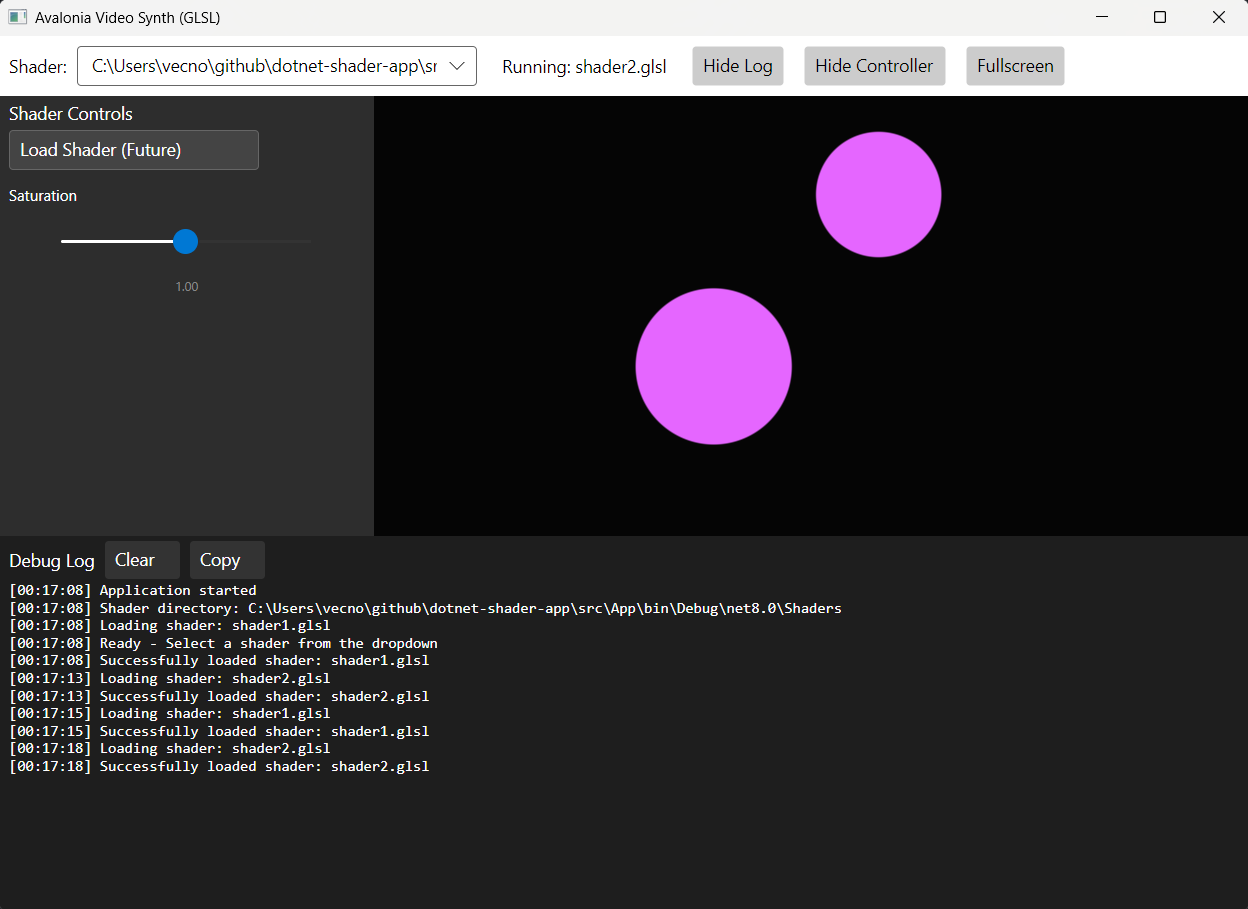 Avalonia Video Synth (GLSL)
Shader: C:\Users\vecno\github\dotnet-shader-app\sr Running: shader2.glsl Hide Log Hide Controller Fullscreen
Shader Controls
Load Shader (Future)
Saturation
1.00
Debug Log Clear Copy
[00:17:08] Application started
[00:17:08] Shader directory: C:\Users\vecno\github\dotnet-shader-app\src\App\bin\Debug\net8.0\Shaders
[00:17:08] Loading shader: shader1.glsl
[00:17:08] Ready - Select a shader from the dropdown
[00:17:08] Successfully loaded shader: shader1.glsl
[00:17:13] Loading shader: shader2.glsl
[00:17:13] Successfully loaded shader: shader2.glsl
[00:17:15] Loading shader: shader1.glsl
[00:17:15] Successfully loaded shader: shader1.glsl
[00:17:18] Loading shader: shader2.glsl
[00:17:18] Successfully loaded shader: shader2.glsl